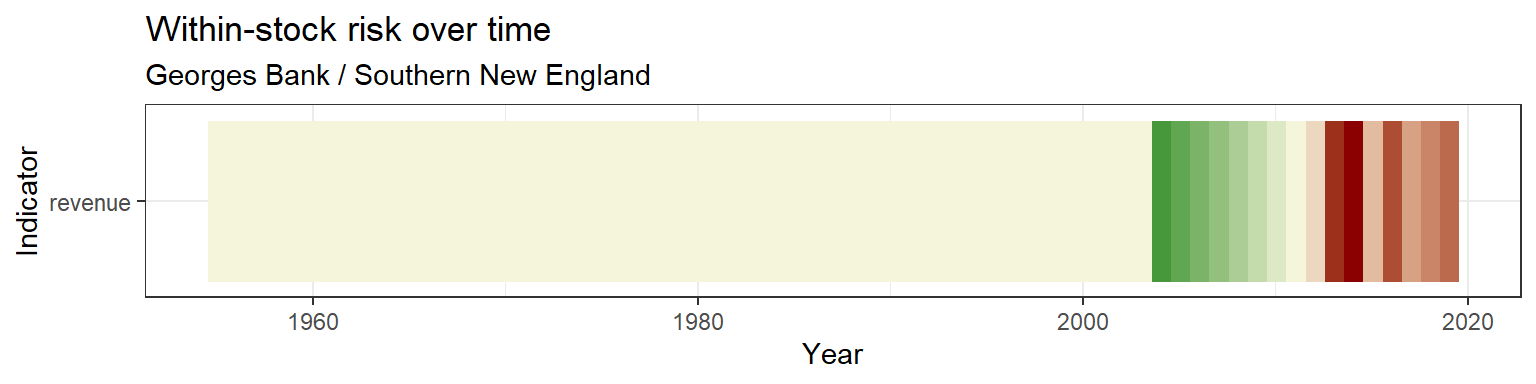 Within-stock risk over time
Georges Bank / Southern New England
Indicator
revenue
1960 1980 2000 2020
Year